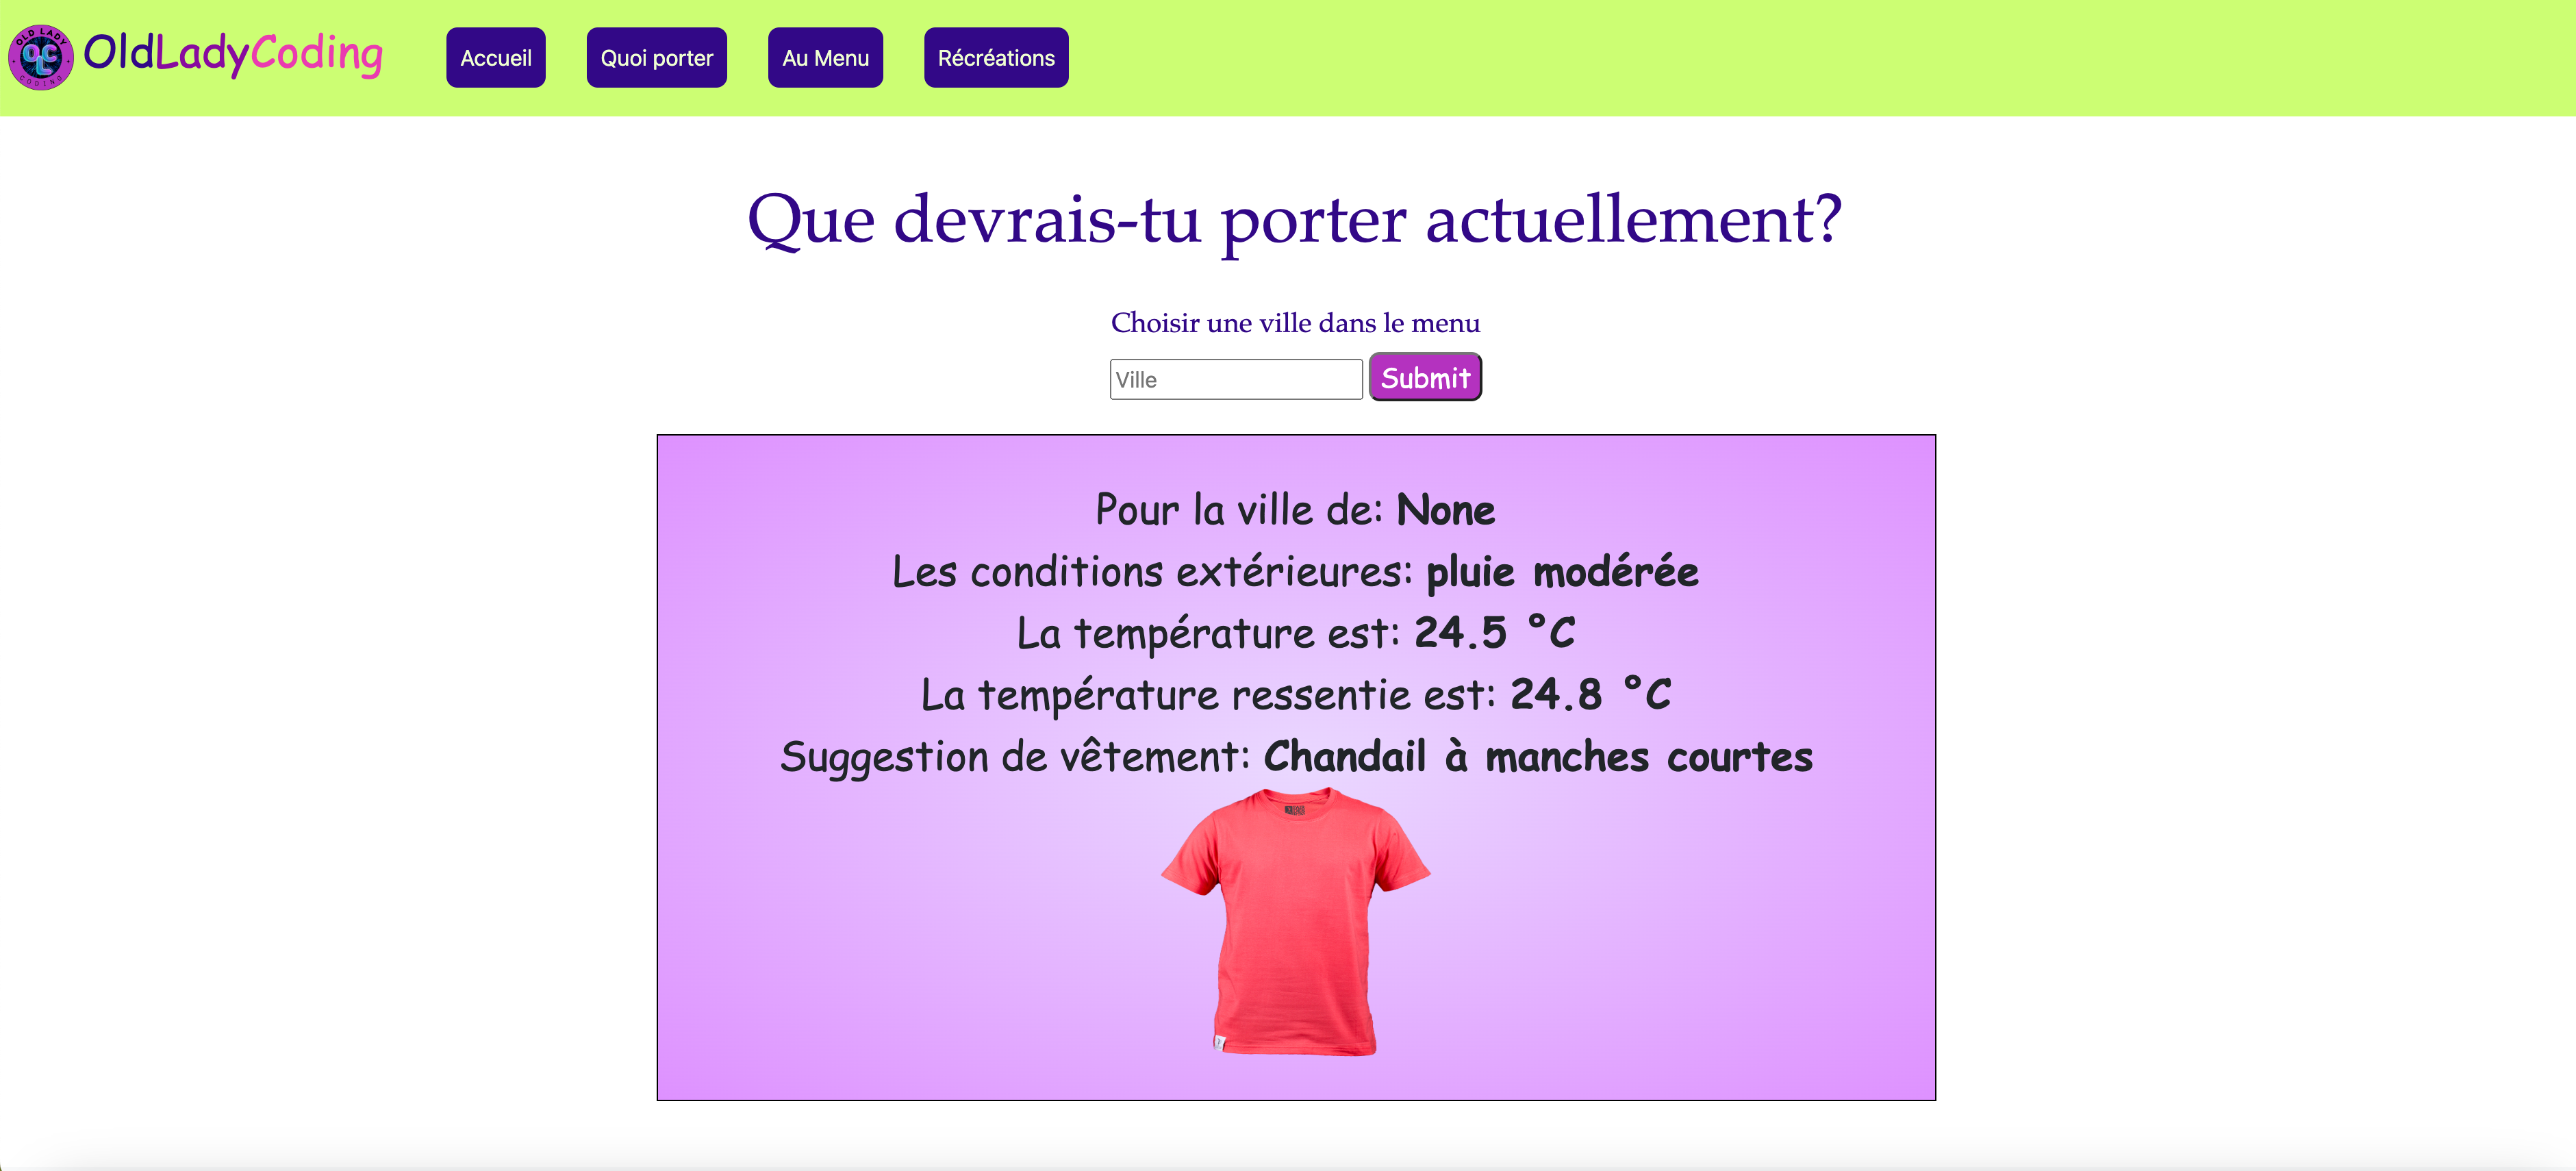 OLD LADY
OLC
CODING
OldLadyCoding
Accueil
Quoi porter
Au Menu
Récréations
Que devrais-tu porter actuellement?
Choisir une ville dans le menu
Ville
Submit
Pour la ville de: None
Les conditions extérieures: pluie modérée
La température est: 24.5 °C
La température ressentie est: 24.8 °C
Suggestion de vêtement: Chandail à manches courtes